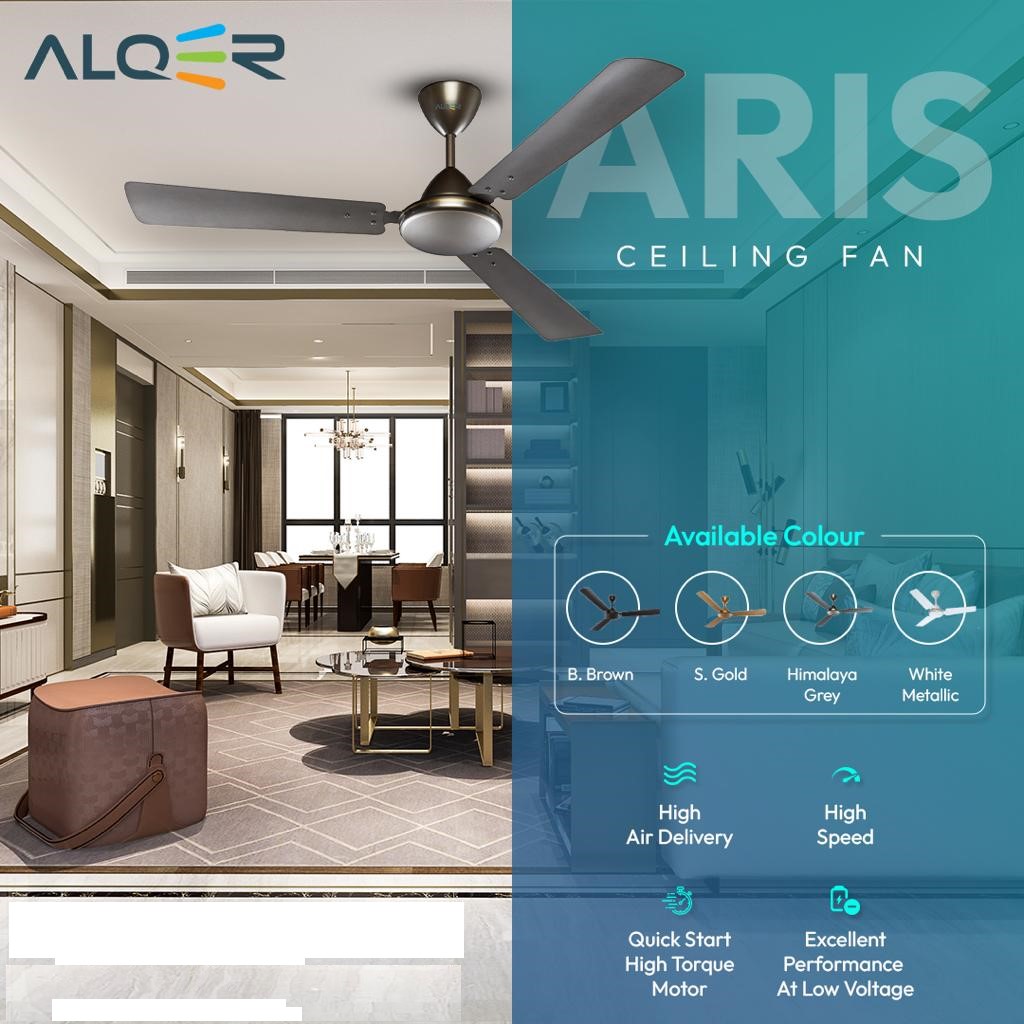 ALQER
ALQER
ARIS
CEILING FAN
Available Colour
B. Brown
S. Gold
Himalaya
Grey
White
Metallic
High
Air Delivery
High
Speed
Quick Start
High Torque
Motor
Excellent
Performance
At Low Voltage